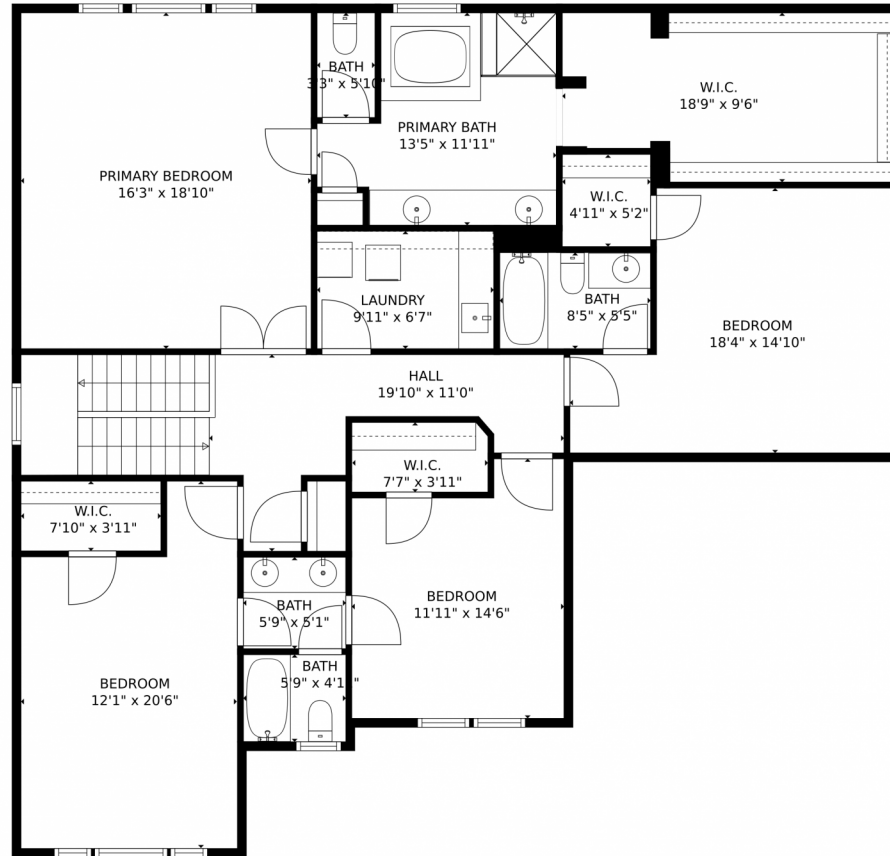 BATH
3'3" x 5'10"
W.I.C.
18'9" x 9'6"
PRIMARY BATH
13'5" x 11'11"
PRIMARY BEDROOM
16'3" x 18'10"
W.I.C.
4'11" x 5'2"
LAUNDRY
9'11" x 6'7"
BATH
8'5" x 5'5"
BEDROOM
18'4" x 14'10"
HALL
19'10" x 11'0"
W.I.C.
7'7" x 3'11"
W.I.C.
7'10" x 3'11"
BEDROOM
11'11" x 14'6"
BATH
5'9" x 5'1"
BATH
5'9" x
BEDROOM
12'1" x 20'6"